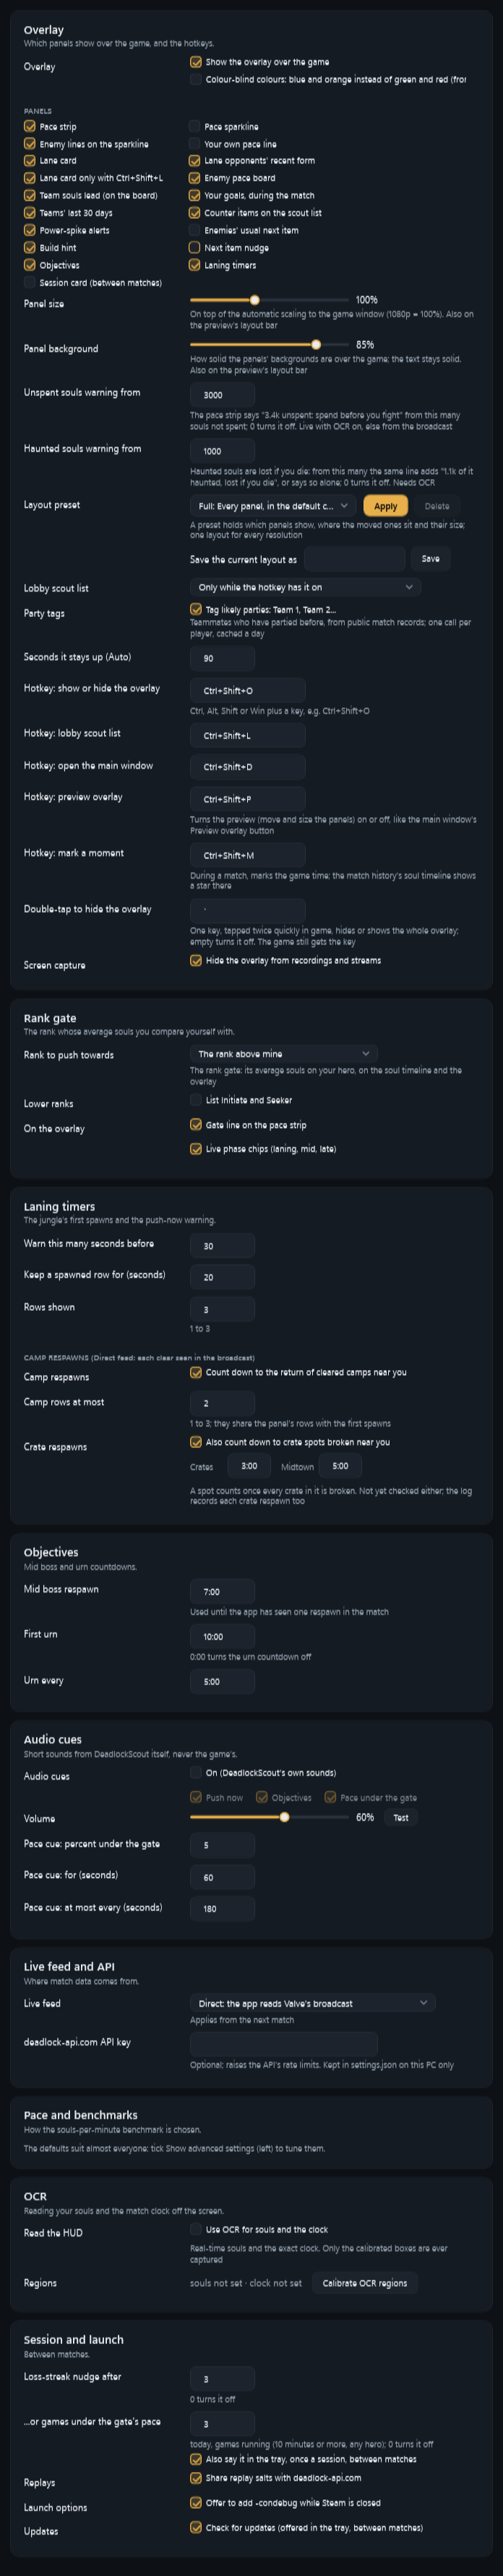 Overlay
Which panels show over the game, and the hotkeys.
Overlay
Show the overlay over the game
Colour-blind colours: blue and orange instead of green and red (fror
PANELS
Pace strip
Pace sparkline
Enemy lines on the sparkline
Your own pace line
Lane card
Lane opponents' recent form
Lane card only with Ctrl+Shift+L
Enemy pace board
Team souls lead (on the board)
Your goals, during the match
Teams' last 30 days
Counter items on the scout list
Power-spike alerts
Enemies' usual next item
Build hint
Next item nudge
Objectives
Laning timers
Session card (between matches)
Panel size
100%
On top of the automatic scaling to the game window (1080p = 100%). Also on
the preview's layout bar
Panel background
85%
How solid the panels' backgrounds are over the game; the text stays solid.
Also on the preview's layout bar
Unspent souls warning from
3000
The pace strip says "3.4k unspent: spend before you fight" from this many
souls not spent; 0 turns it off. Live with OCR on, else from the broadcast
Haunted souls warning from
1000
Haunted souls are lost if you die: from this many the same line adds "1.1k of it
haunted, lost if you die", or says so alone; 0 turns it off. Needs OCR
Layout preset
Full: Every panel, in the default c...
Apply
Delete
A preset holds which panels show, where the moved ones sit and their size;
one layout for every resolution
Save the current layout as
Save
Lobby scout list
Only while the hotkey has it on
Party tags
Tag likely parties: Team 1, Team 2...
Teammates who have partied before, from public match records; one call per
player, cached a day
Seconds it stays up (Auto)
90
Hotkey: show or hide the overlay
Ctrl+Shift+O
Ctrl, Alt, Shift or Win plus a key, e.g. Ctrl+Shift+O
Hotkey: lobby scout list
Ctrl+Shift+L
Hotkey: open the main window
Ctrl+Shift+D
Hotkey: preview overlay
Ctrl+Shift+P
Turns the preview (move and size the panels) on or off, like the main window's
Preview overlay button
Hotkey: mark a moment
Ctrl+Shift+M
During a match, marks the game time; the match history's soul timeline shows
a star there
Double-tap to hide the overlay
One key, tapped twice quickly in game, hides or shows the whole overlay;
empty turns it off. The game still gets the key
Screen capture
Hide the overlay from recordings and streams
Rank gate
The rank whose average souls you compare yourself with.
Rank to push towards
The rank above mine
The rank gate: its average souls on your hero, on the soul timeline and the
overlay
Lower ranks
List Initiate and Seeker
On the overlay
Gate line on the pace strip
Live phase chips (laning, mid, late)
Laning timers
The jungle's first spawns and the push-now warning.
Warn this many seconds before
30
Keep a spawned row for (seconds)
20
Rows shown
3
1 to 3
CAMP RESPAWNS (Direct feed: each clear seen in the broadcast)
Camp respawns
Count down to the return of cleared camps near you
Camp rows at most
2
1 to 3; they share the panel's rows with the first spawns
Crate respawns
Also count down to crate spots broken near you
Crates
3:00
Midtown
5:00
A spot counts once every crate in it is broken. Not yet checked either; the log
records each crate respawn too
Objectives
Mid boss and urn countdowns.
Mid boss respawn
7:00
Used until the app has seen one respawn in the match
First urn
10:00
0:00 turns the urn countdown off
Urn every
5:00
Audio cues
Short sounds from DeadlockScout itself, never the game's.
Audio cues
On (DeadlockScout's own sounds)
Push now
Objectives
Pace under the gate
Volume
60%
Test
Pace cue: percent under the gate
5
Pace cue: for (seconds)
60
Pace cue: at most every (seconds)
180
Live feed and API
Where match data comes from.
Live feed
Direct: the app reads Valve's broadcast
Applies from the next match
deadlock-api.com API key
Optional; raises the API's rate limits. Kept in settings.json on this PC only
Pace and benchmarks
How the souls-per-minute benchmark is chosen.
The defaults suit almost everyone: tick Show advanced settings (left) to tune them.
OCR
Reading your souls and the match clock off the screen.
Read the HUD
Use OCR for souls and the clock
Real-time souls and the exact clock. Only the calibrated boxes are ever
captured
Regions
souls not set · clock not set
Calibrate OCR regions
Session and launch
Between matches.
Loss-streak nudge after
3
0 turns it off
...or games under the gate's pace
3
today, games running (10 minutes or more, any hero); 0 turns it off
Also say it in the tray, once a session, between matches
Replays
Share replay salts with deadlock-api.com
Launch options
Offer to add -condebug while Steam is closed
Updates
Check for updates (offered in the tray, between matches)